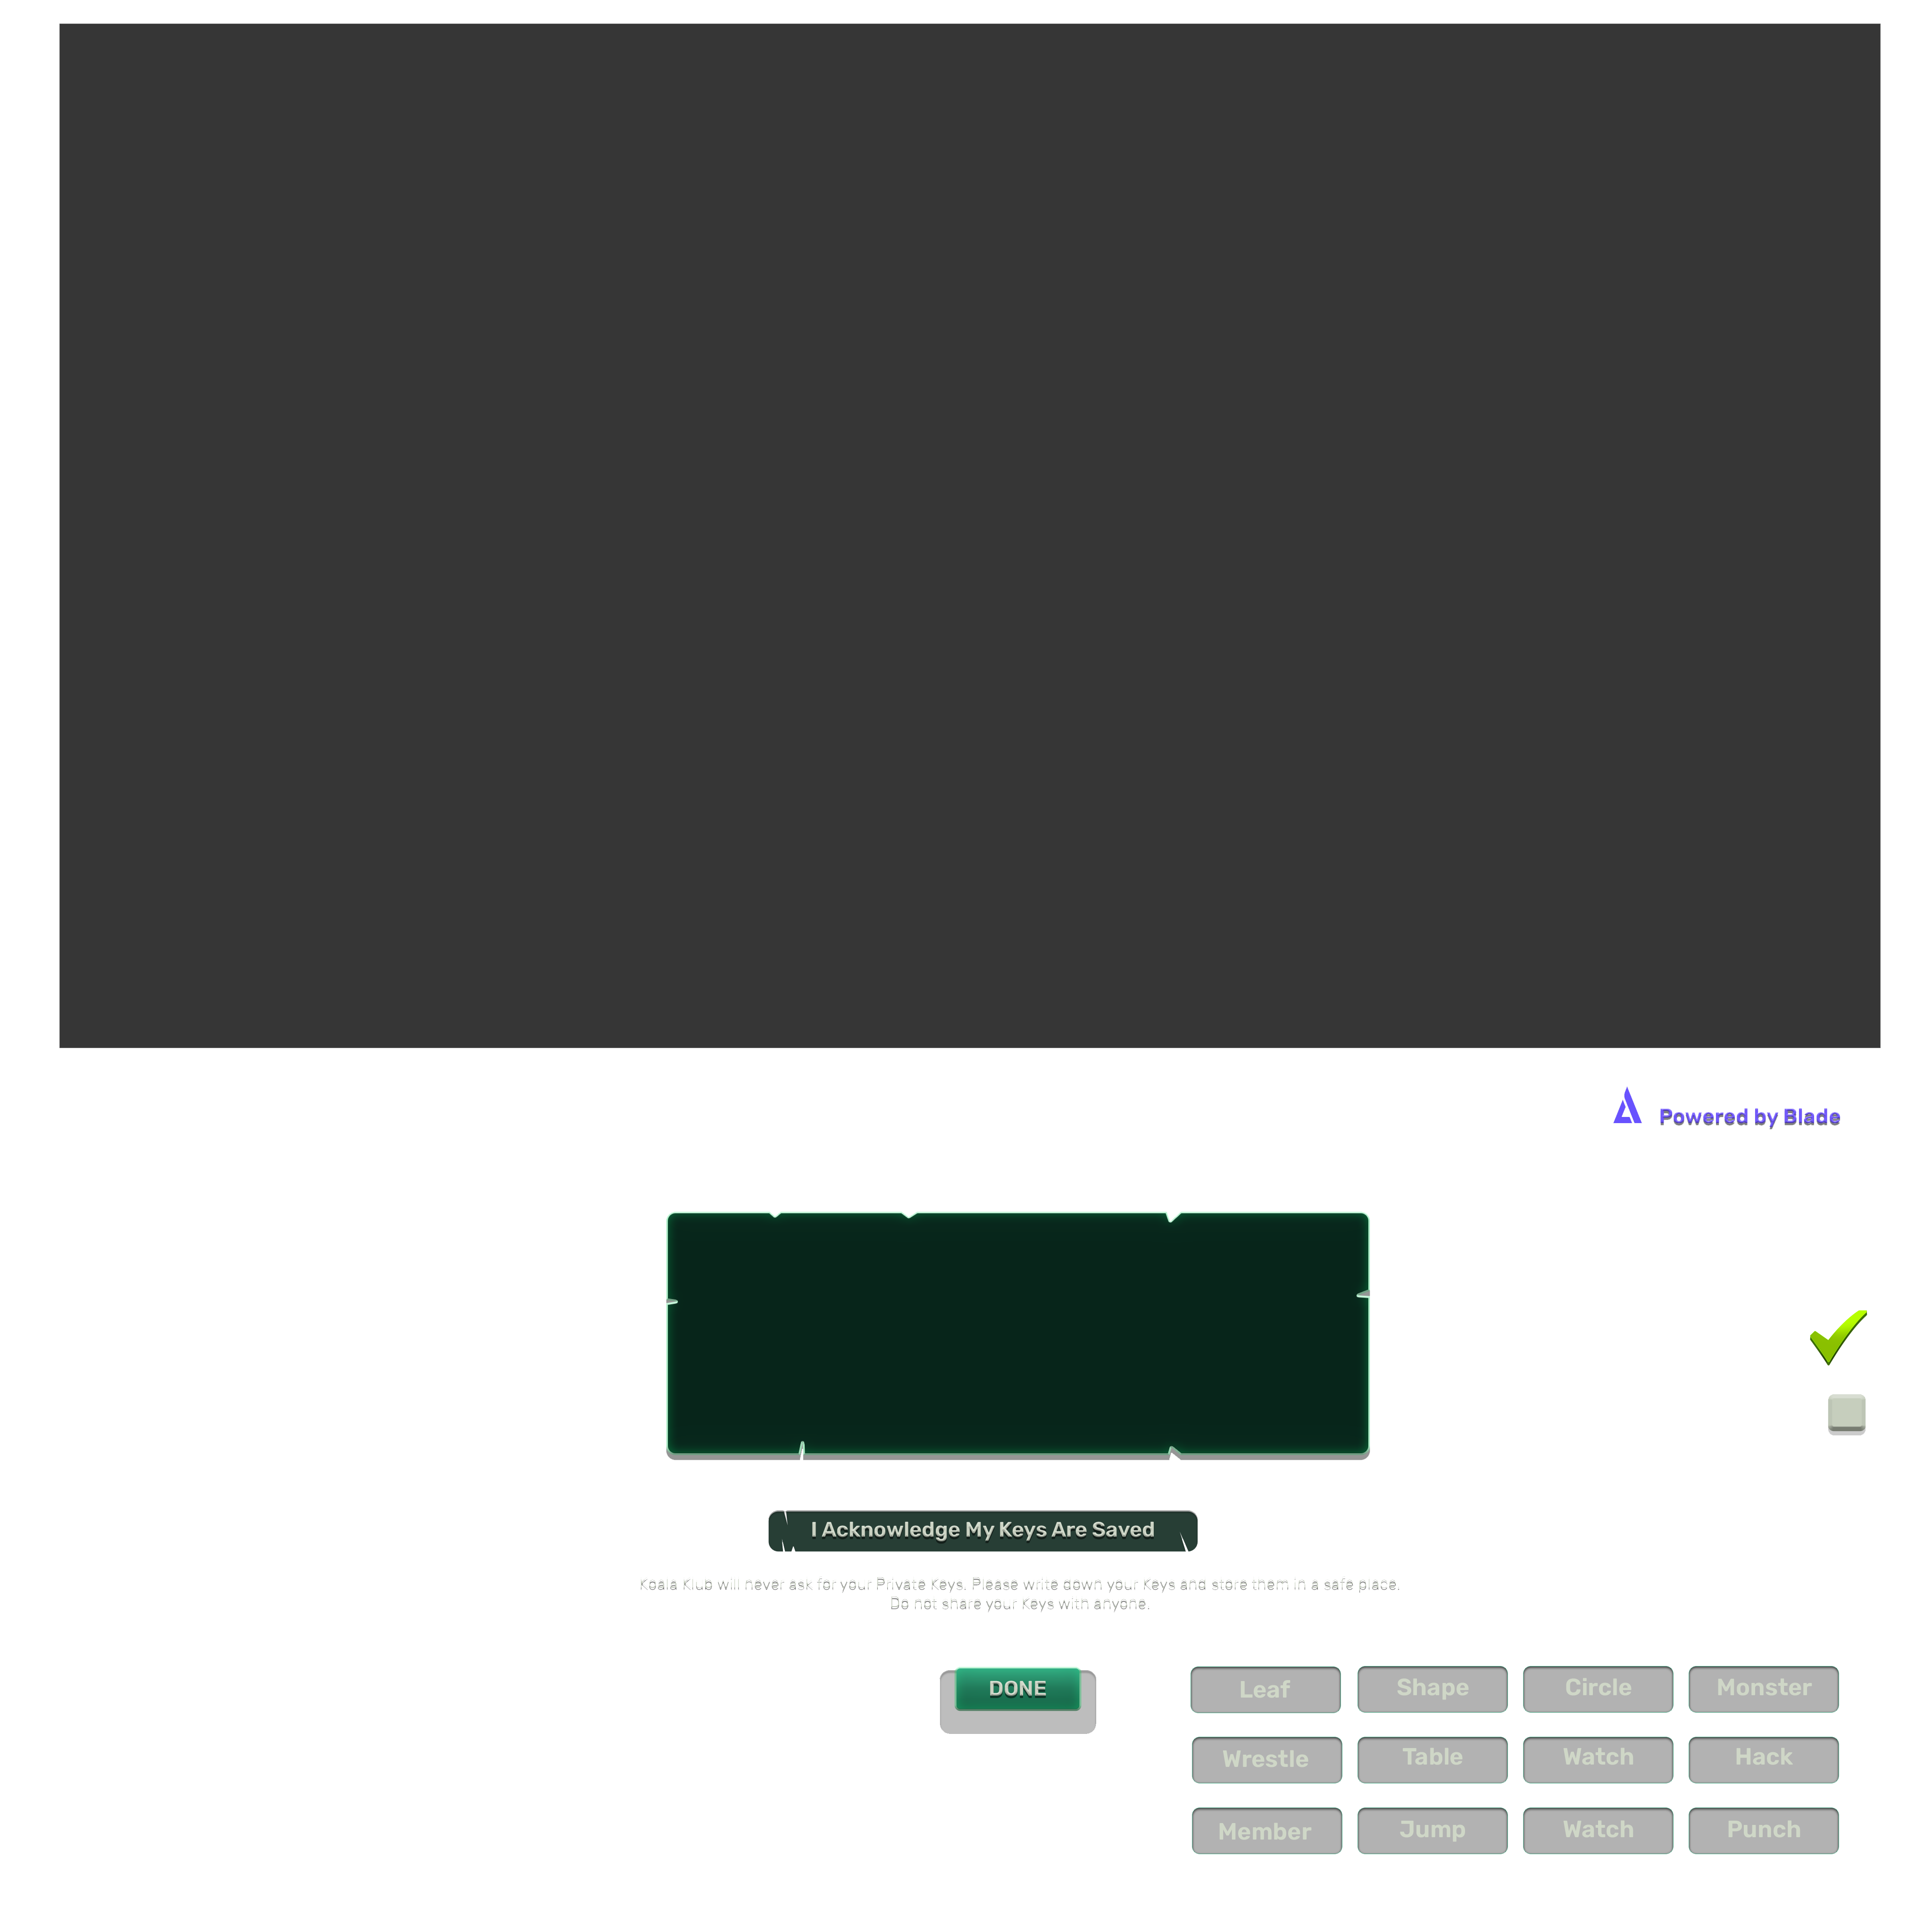 Powered by Blade
I Acknowledge My Keys Are Saved
Koala Klub will never ask for your Private Keys. Please write down your Keys and store them in a safe place.
Do not share your Keys with anyone.
DONE
Leaf Shape Circle Monster
Wrestle Table Watch Hack
Member Jump Watch Punch